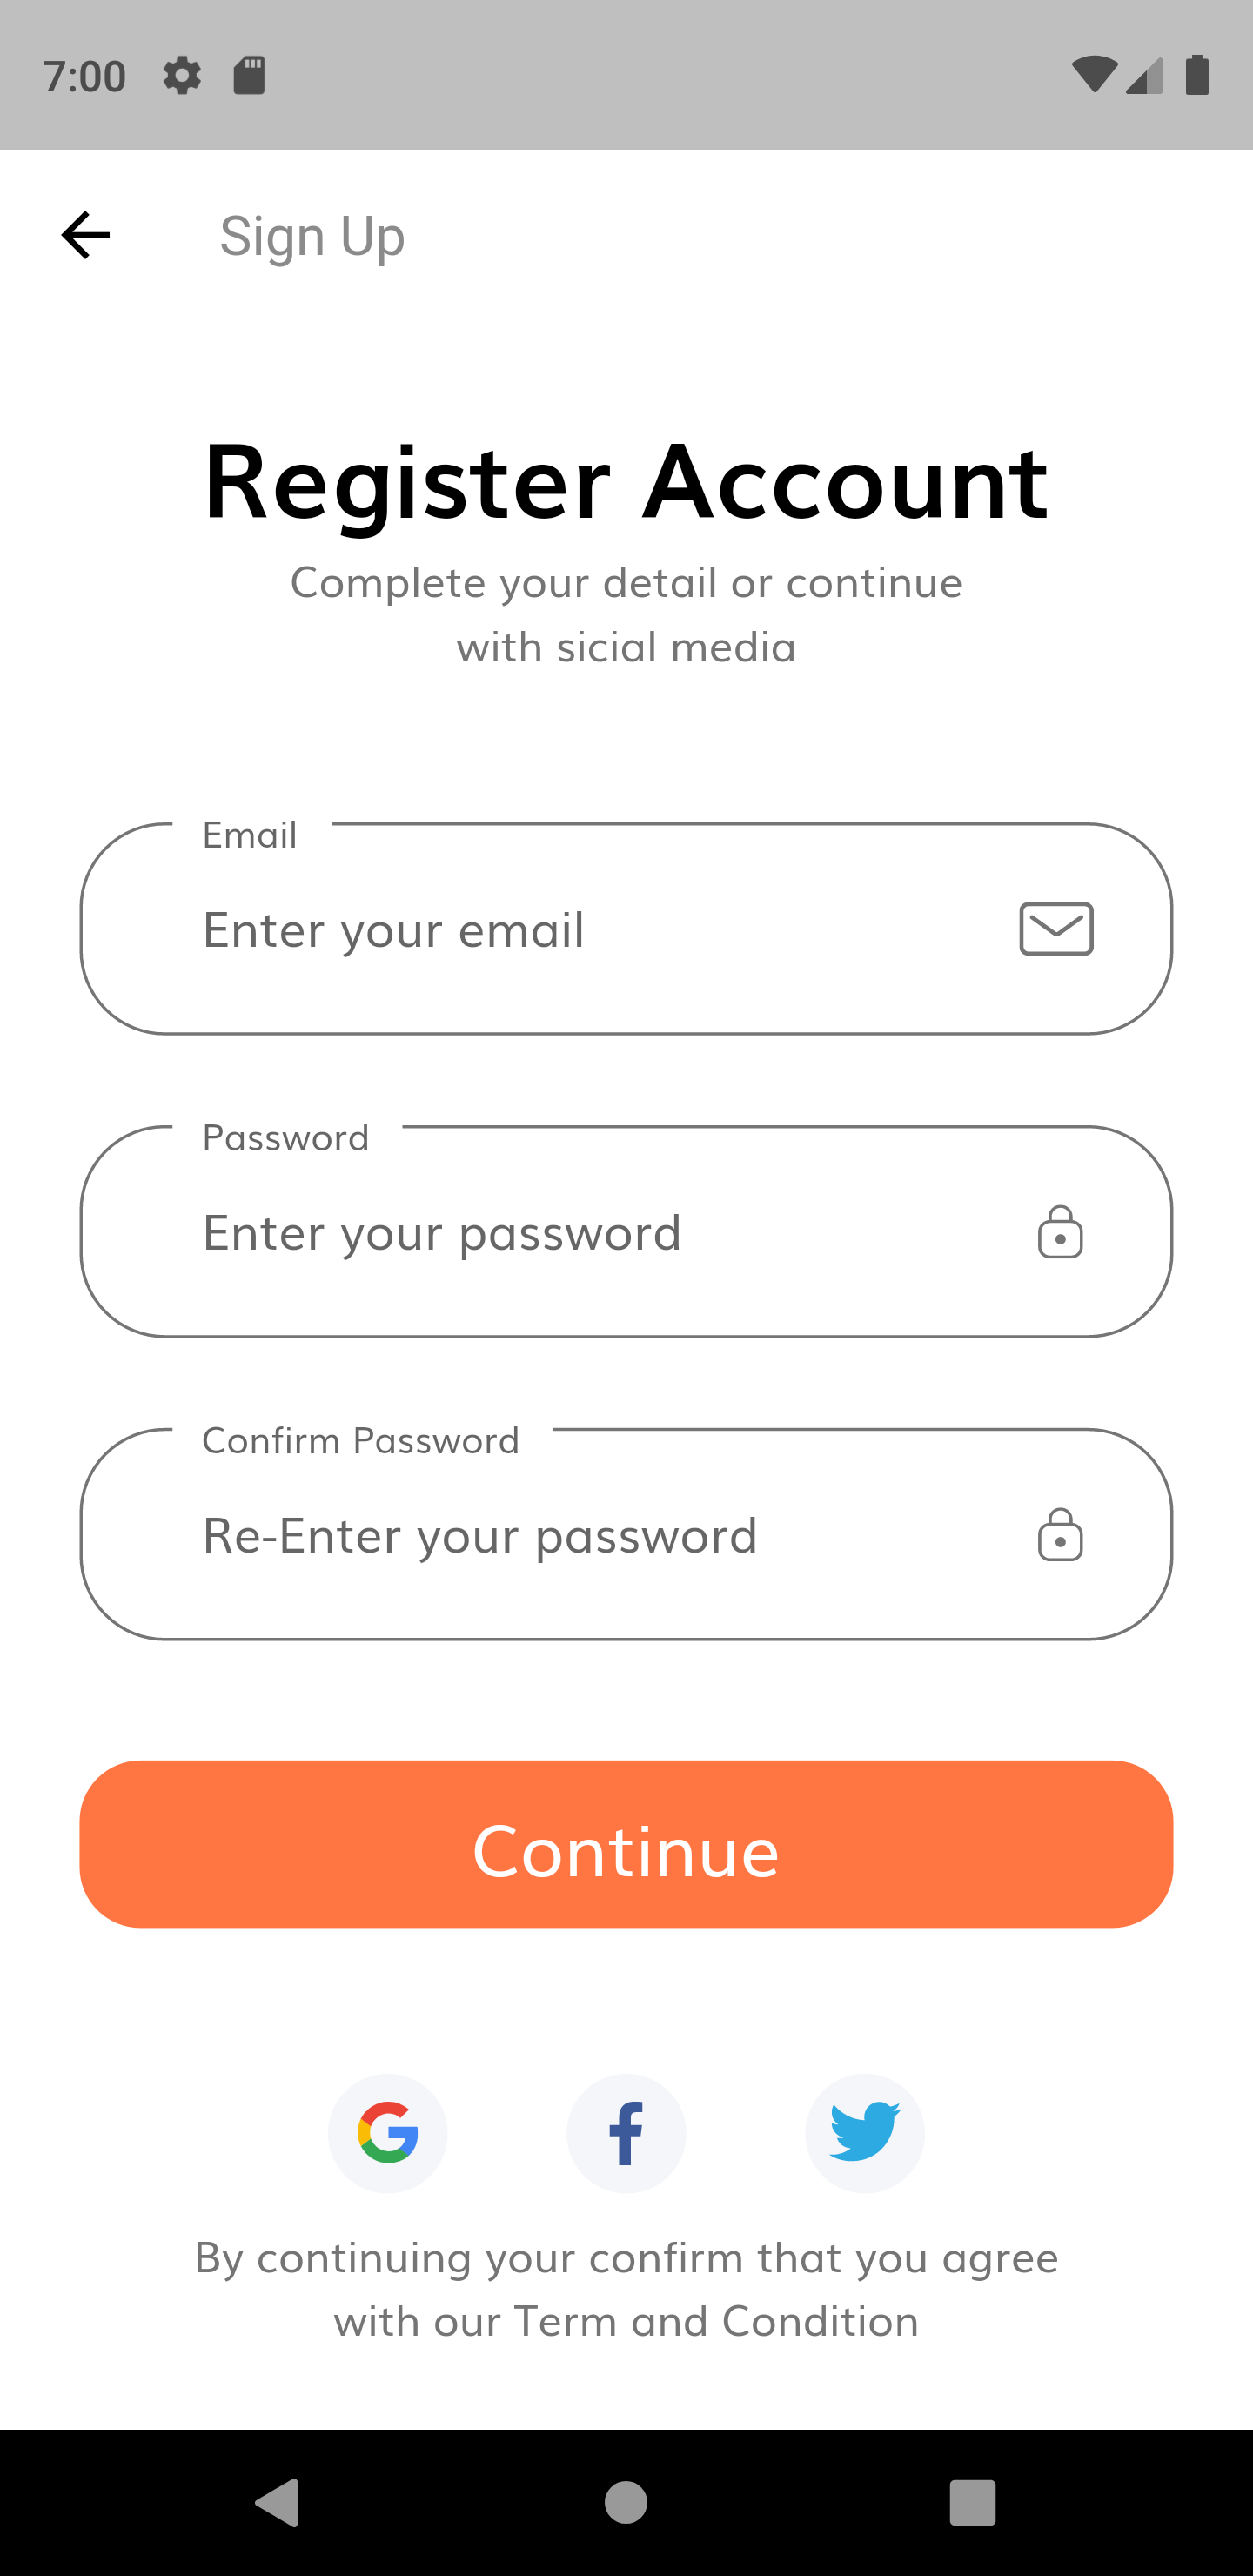 7:00
Sign Up
Register Account
Complete your detail or continue
with sicial media
Email
Enter your email
Password
Enter your password
Confirm Password
Re-Enter your password
Continue
By continuing your confirm that you agree
with our Term and Condition